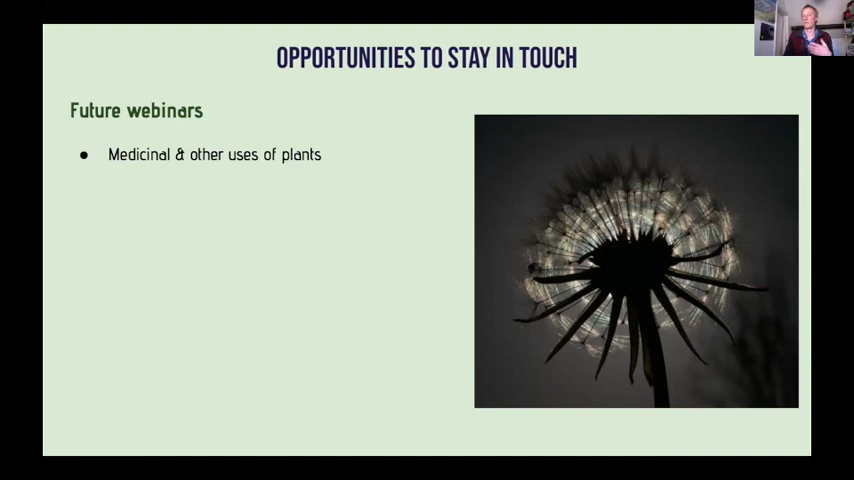 OPPORTUNITIES TO STAY IN TOUCH
Future webinars
● Medicinal & other uses of plants